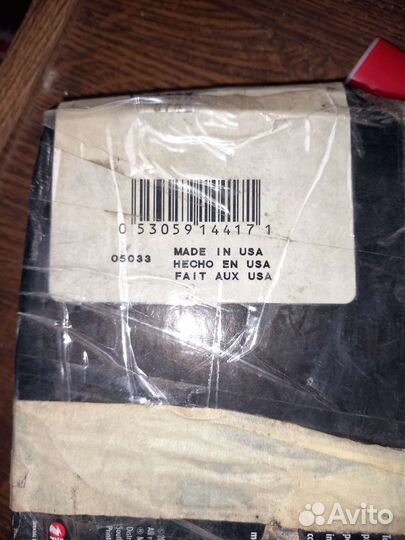 0 53059 14417 1
05033 MADE IN USA
HECHO EN USA
FAIT AUX USA
Avito